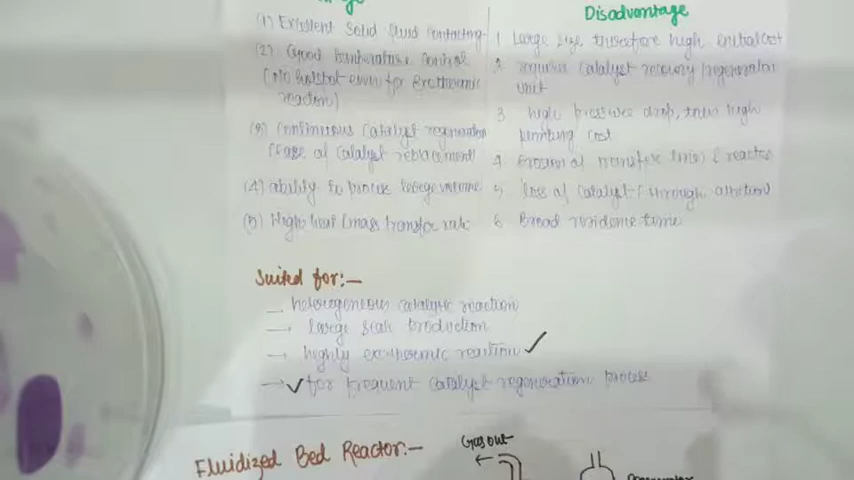 Disadvantage
(1) Excellent solid fluid contacting
(2) Good temperature control
(No hotspot even for Exothermic
reaction)
(3) Continuous catalyst regeneration
(Ease of catalyst replacement)
(4) ability to process large volume
(5) High heat / mass transfer rate
1 Large size therefore high initial cost
2 requires catalyst recovery / regenerator
unit
3 high pressure drop, thus high
pumping cost
4 Erosion of transfer lines & reactor
5 loss of catalyst (through attrition)
6 Broad residence time
Suited for:-
→ heterogeneous catalytic reaction
→ large scale production
→ highly exothermic reaction ✓
→ ✓ for frequent catalyst regeneration process
Fluidized Bed Reactor:-
Gas out